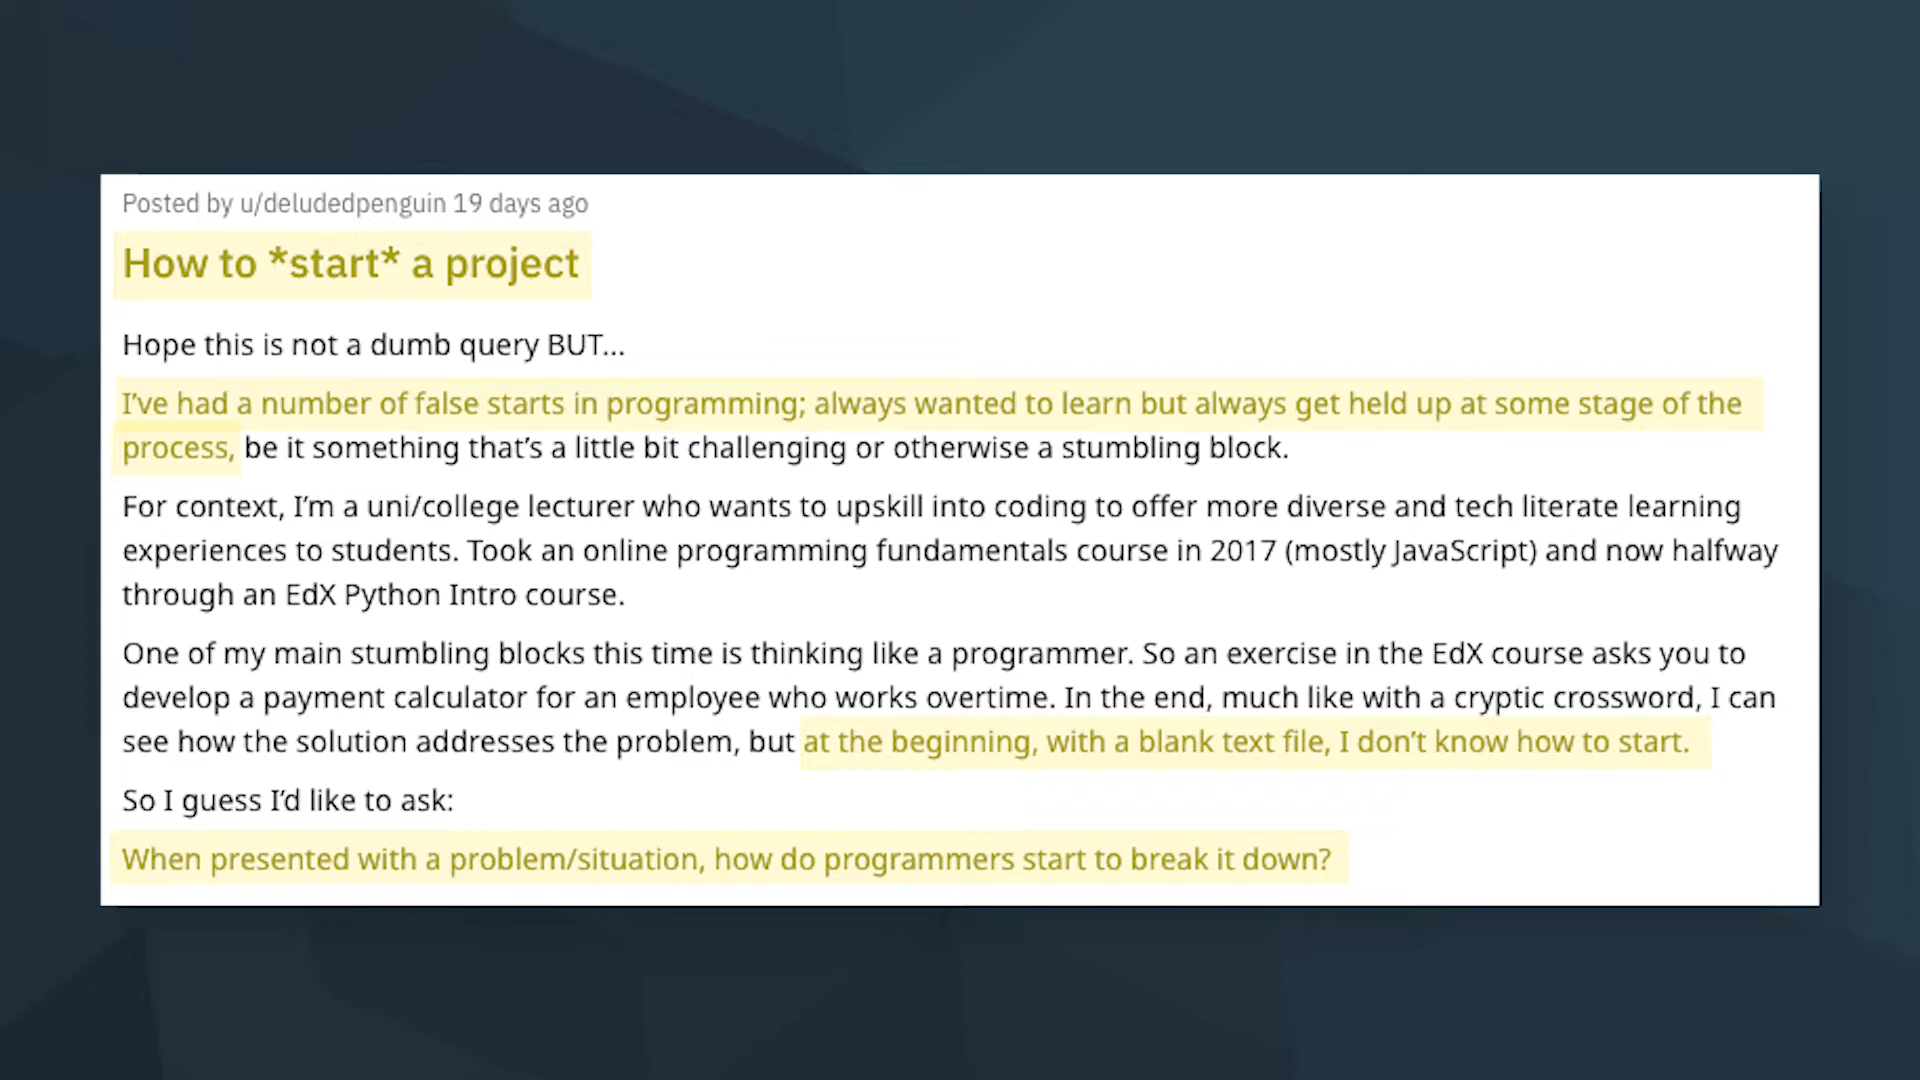 Posted by u/deludedpenguin 19 days ago
How to *start* a project
Hope this is not a dumb query BUT...
I’ve had a number of false starts in programming; always wanted to learn but always get held up at some stage of the
process, be it something that’s a little bit challenging or otherwise a stumbling block.
For context, I’m a uni/college lecturer who wants to upskill into coding to offer more diverse and tech literate learning
experiences to students. Took an online programming fundamentals course in 2017 (mostly JavaScript) and now halfway
through an EdX Python Intro course.
One of my main stumbling blocks this time is thinking like a programmer. So an exercise in the EdX course asks you to
develop a payment calculator for an employee who works overtime. In the end, much like with a cryptic crossword, I can
see how the solution addresses the problem, but at the beginning, with a blank text file, I don’t know how to start.
So I guess I’d like to ask:
When presented with a problem/situation, how do programmers start to break it down?